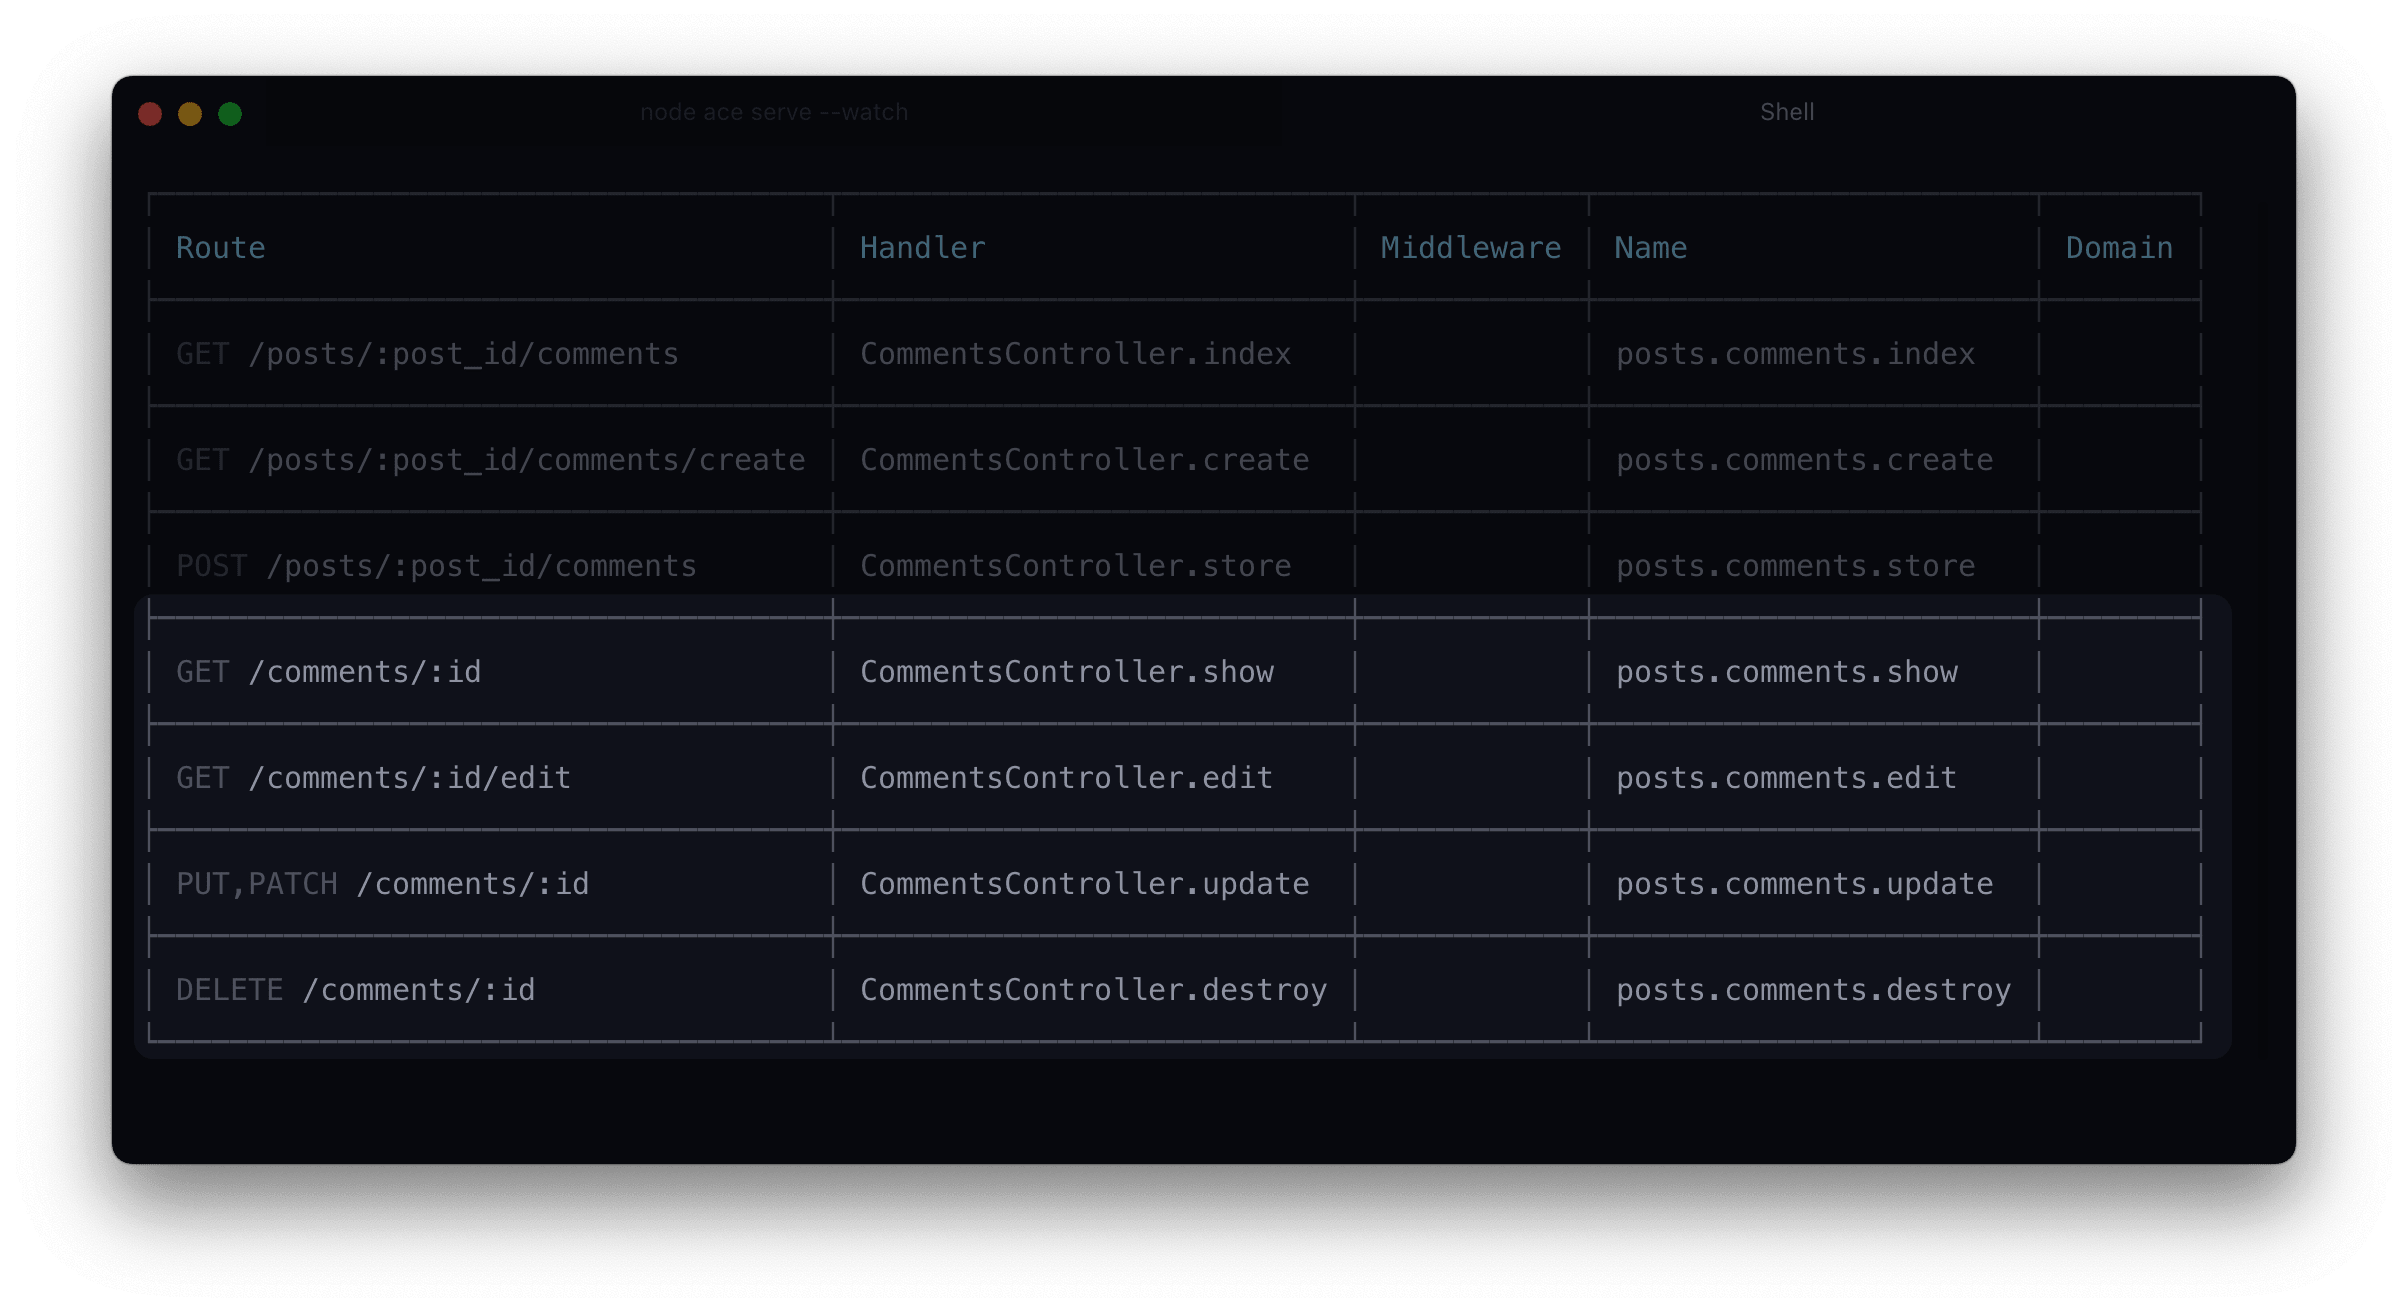 node ace serve --watch Shell
Route Handler Middleware Name Domain
GET /posts/:post_id/comments CommentsController.index posts.comments.index
GET /posts/:post_id/comments/create CommentsController.create posts.comments.create
POST /posts/:post_id/comments CommentsController.store posts.comments.store
GET /comments/:id CommentsController.show posts.comments.show
GET /comments/:id/edit CommentsController.edit posts.comments.edit
PUT,PATCH /comments/:id CommentsController.update posts.comments.update
DELETE /comments/:id CommentsController.destroy posts.comments.destroy